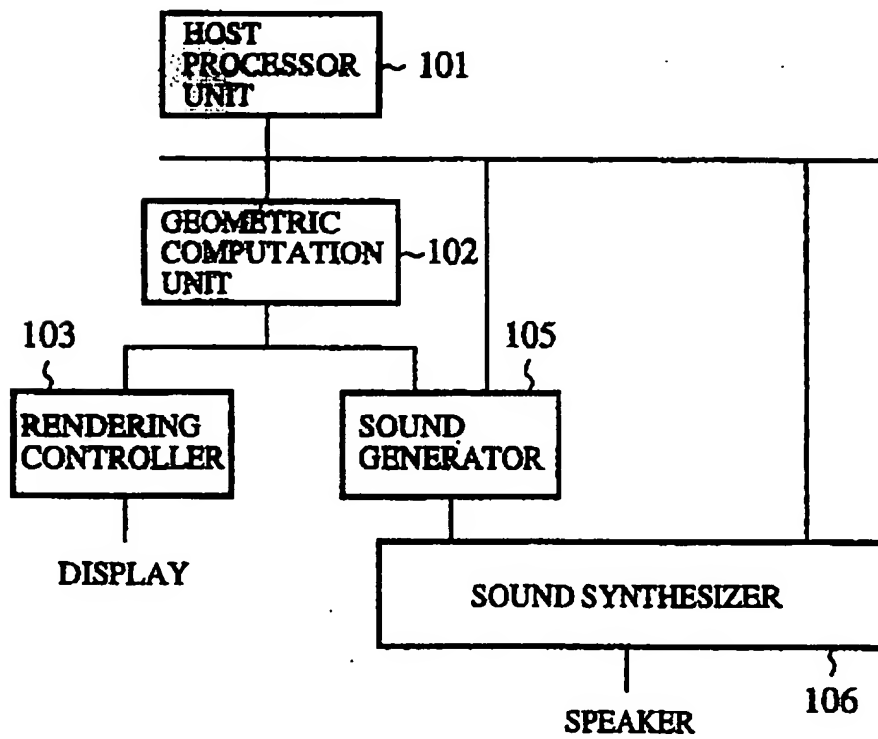 HOST
PROCESSOR
UNIT
101
GEOMETRIC
COMPUTATION
UNIT
102
103
105
RENDERING
CONTROLLER
SOUND
GENERATOR
DISPLAY
SOUND SYNTHESIZER
106
SPEAKER